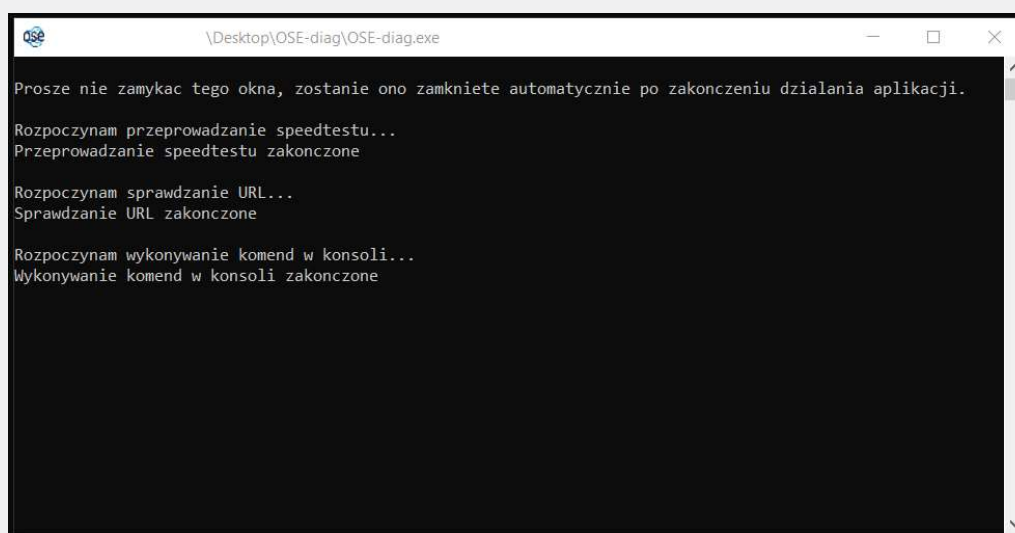 OSE
\Desktop\OSE-diag\OSE-diag.exe
Prosze nie zamykac tego okna, zostanie ono zamkniete automatycznie po zakonczeniu dzialania aplikacji.
Rozpoczynam przeprowadzanie speedtestu...
Przeprowadzanie speedtestu zakonczone
Rozpoczynam sprawdzanie URL...
Sprawdzanie URL zakonczone
Rozpoczynam wykonywanie komend w konsoli...
Wykonywanie komend w konsoli zakonczone